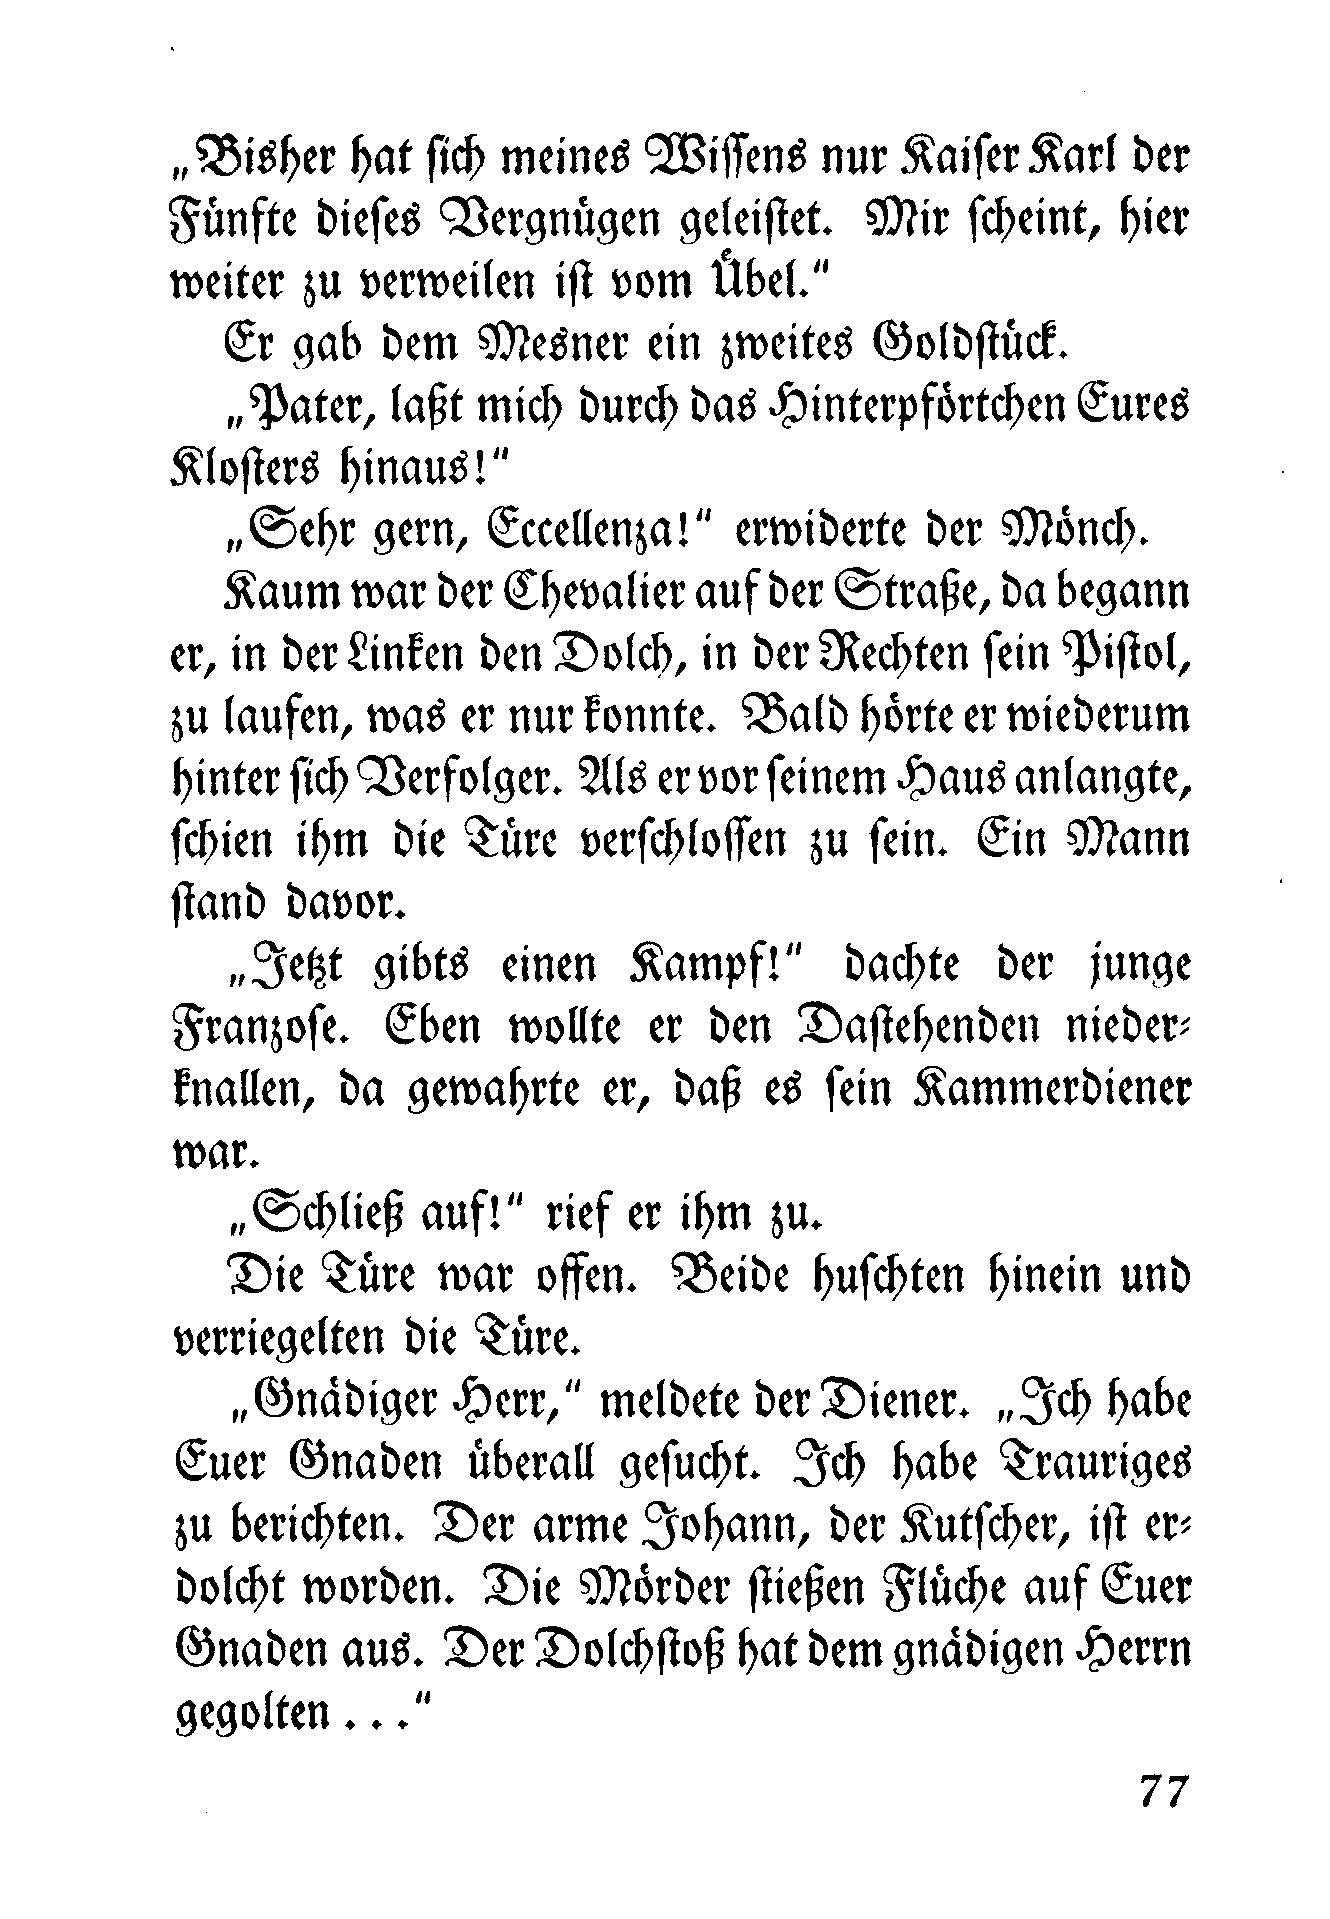 „Bisher hat sich meines Wissens nur Kaiser Karl der
Fünfte dieses Vergnügen geleistet. Mir scheint, hier
weiter zu verweilen ist vom Übel.“
Er gab dem Mesner ein zweites Goldstück.
„Pater, laßt mich durch das Hinterpförtchen Eures
Klosters hinaus!“
„Sehr gern, Eccellenza!“ erwiderte der Mönch.
Kaum war der Chevalier auf der Straße, da begann
er, in der Linken den Dolch, in der Rechten sein Pistol,
zu laufen, was er nur konnte. Bald hörte er wiederum
hinter sich Verfolger. Als er vor seinem Haus anlangte,
schien ihm die Türe verschlossen zu sein. Ein Mann
stand davor.
„Jetzt gibts einen Kampf!“ dachte der junge
Franzose. Eben wollte er den Dastehenden nieder-
knallen, da gewahrte er, daß es sein Kammerdiener
war.
„Schließ auf!“ rief er ihm zu.
Die Türe war offen. Beide huschten hinein und
verriegelten die Türe.
„Gnädiger Herr,“ meldete der Diener. „Ich habe
Euer Gnaden überall gesucht. Ich habe Trauriges
zu berichten. Der arme Johann, der Kutscher, ist er-
dolcht worden. Die Mörder stießen Flüche auf Euer
Gnaden aus. Der Dolchstoß hat dem gnädigen Herrn
gegolten . . .“
77